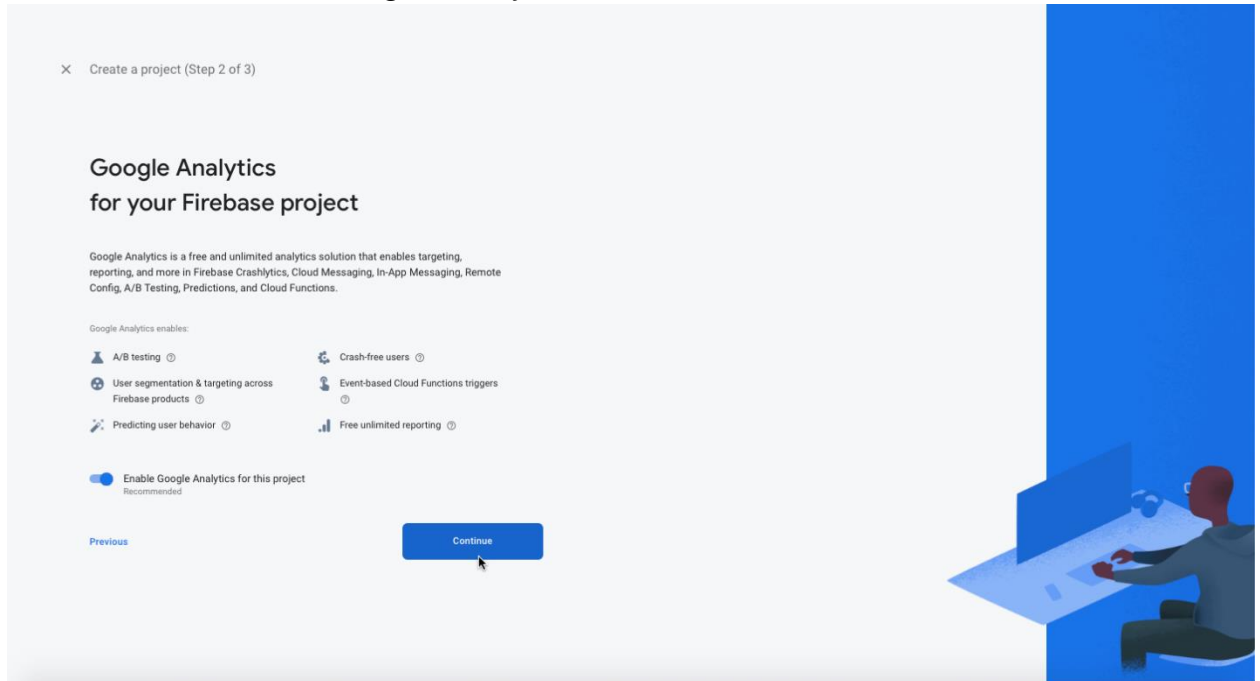 Create a project (Step 2 of 3)
Google Analytics
for your Firebase project
Google Analytics is a free and unlimited analytics solution that enables targeting,
reporting, and more in Firebase Crashlytics, Cloud Messaging, In-App Messaging, Remote
Config, A/B Testing, Predictions, and Cloud Functions.
Google Analytics enables:
A/B testing
Crash-free users
User segmentation & targeting across
Firebase products
Event-based Cloud Functions triggers
Predicting user behavior
Free unlimited reporting
Enable Google Analytics for this project
Recommended
Previous
Continue